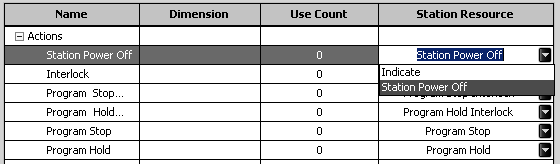 Name Dimension Use Count Station Resource
Actions
Station Power Off 0 Station Power Off
Interlock 0 Indicate
Station Power Off
Program Stop... 0
Program Hold... 0 Program Hold Interlock
Program Stop 0 Program Stop
Program Hold 0 Program Hold